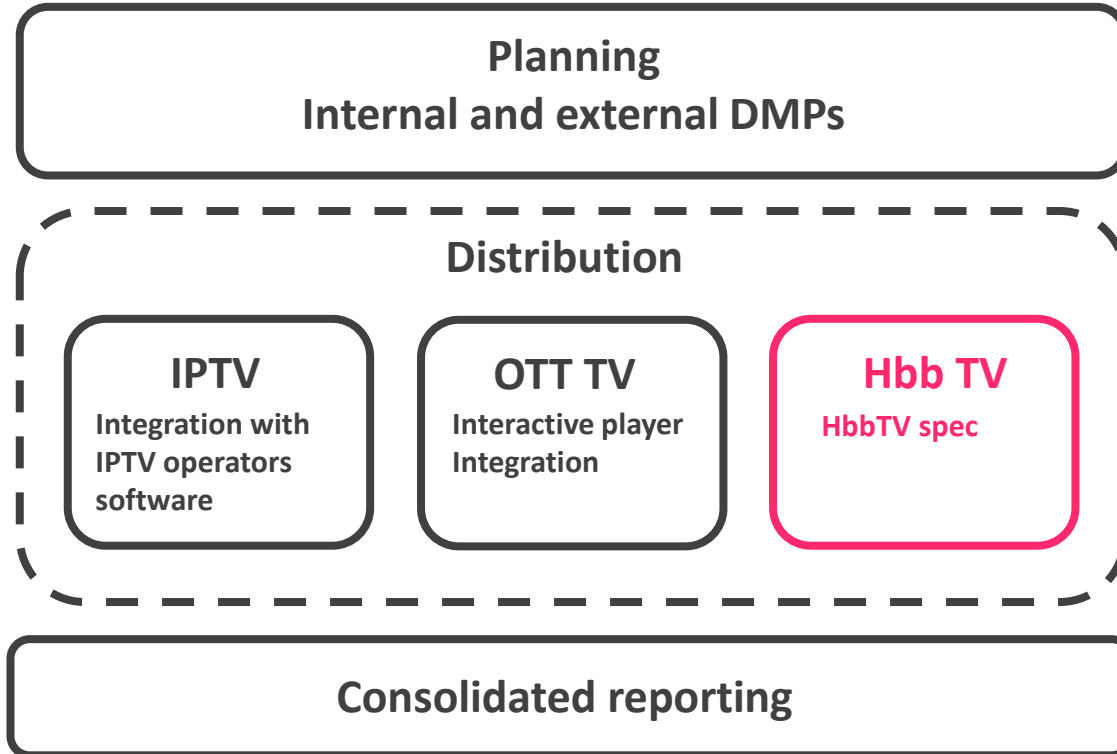 Planning
Internal and external DMPs
Distribution
IPTV
Integration with
IPTV operators
software
OTT TV
Interactive player
Integration
Hbb TV
HbbTV spec
Consolidated reporting